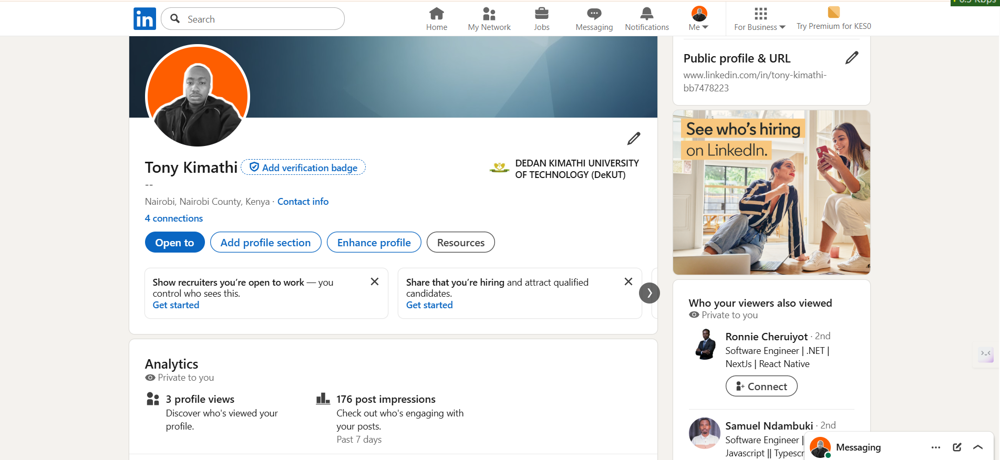 in
Search
Home
My Network
Jobs
Messaging
Notifications
Me
For Business
Try Premium for KES0
Tony Kimathi
Add verification badge
--
Nairobi, Nairobi County, Kenya · Contact info
4 connections
DEDAN KIMATHI UNIVERSITY
OF TECHNOLOGY (DeKUT)
Open to
Add profile section
Enhance profile
Resources
Show recruiters you're open to work — you
control who sees this.
Get started
Share that you're hiring and attract qualified
candidates.
Get started
Analytics
Private to you
3 profile views
Discover who's viewed your
profile.
176 post impressions
Check out who's engaging with
your posts.
Past 7 days
Public profile & URL
www.linkedin.com/in/tony-kimathi-
bb7478223
See who's hiring
on LinkedIn.
Who your viewers also viewed
Private to you
Ronnie Cheruiyot · 2nd
Software Engineer | .NET |
NextJs | React Native
Connect
Samuel Ndambuki · 2nd
Software Engineer |
Javascript || Typescr
Messaging